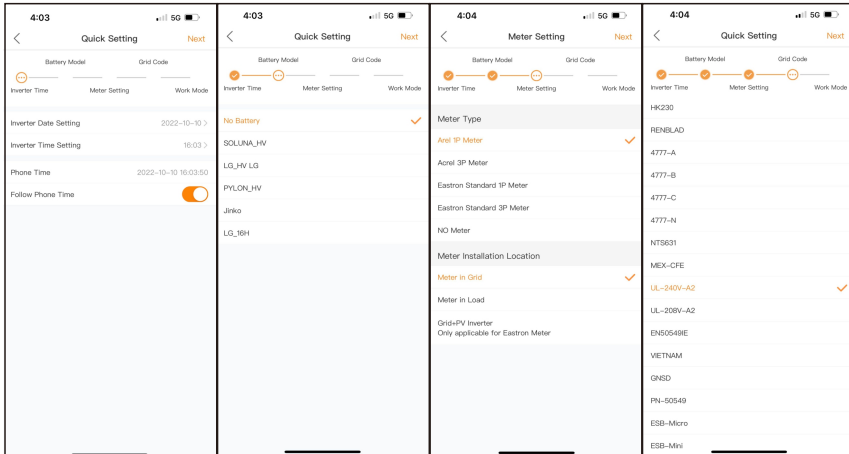 4:03
5G
Quick Setting
Next
Battery Model
Grid Code
Inverter Time
Meter Setting
Work Mode
Inverter Date Setting
2022-10-10 >
Inverter Time Setting
16:03 >
Phone Time
2022-10-10 16:03:50
Follow Phone Time
4:03
5G
Quick Setting
Next
Battery Model
Grid Code
Inverter Time
Meter Setting
Work Mode
No Battery
SOLUNA_HV
LG_HV LG
PYLON_HV
Jinko
LG_16H
4:04
5G
Meter Setting
Next
Battery Model
Grid Code
Inverter Time
Meter Setting
Work Mode
Meter Type
Arel 1P Meter
Acrel 3P Meter
Eastron Standard 1P Meter
Eastron Standard 3P Meter
NO Meter
Meter Installation Location
Meter in Grid
Meter in Load
Grid+PV Inverter
Only applicable for Eastron Meter
4:04
5G
Quick Setting
Next
Battery Model
Grid Code
Inverter Time
Meter Setting
Work Mode
HK230
RENBLAD
4777-A
4777-B
4777-C
4777-N
NTS631
MEX-CFE
UL-240V-A2
UL-208V-A2
EN50549IE
VIETNAM
GNSD
PN-50549
ESB-Micro
ESB-Mini